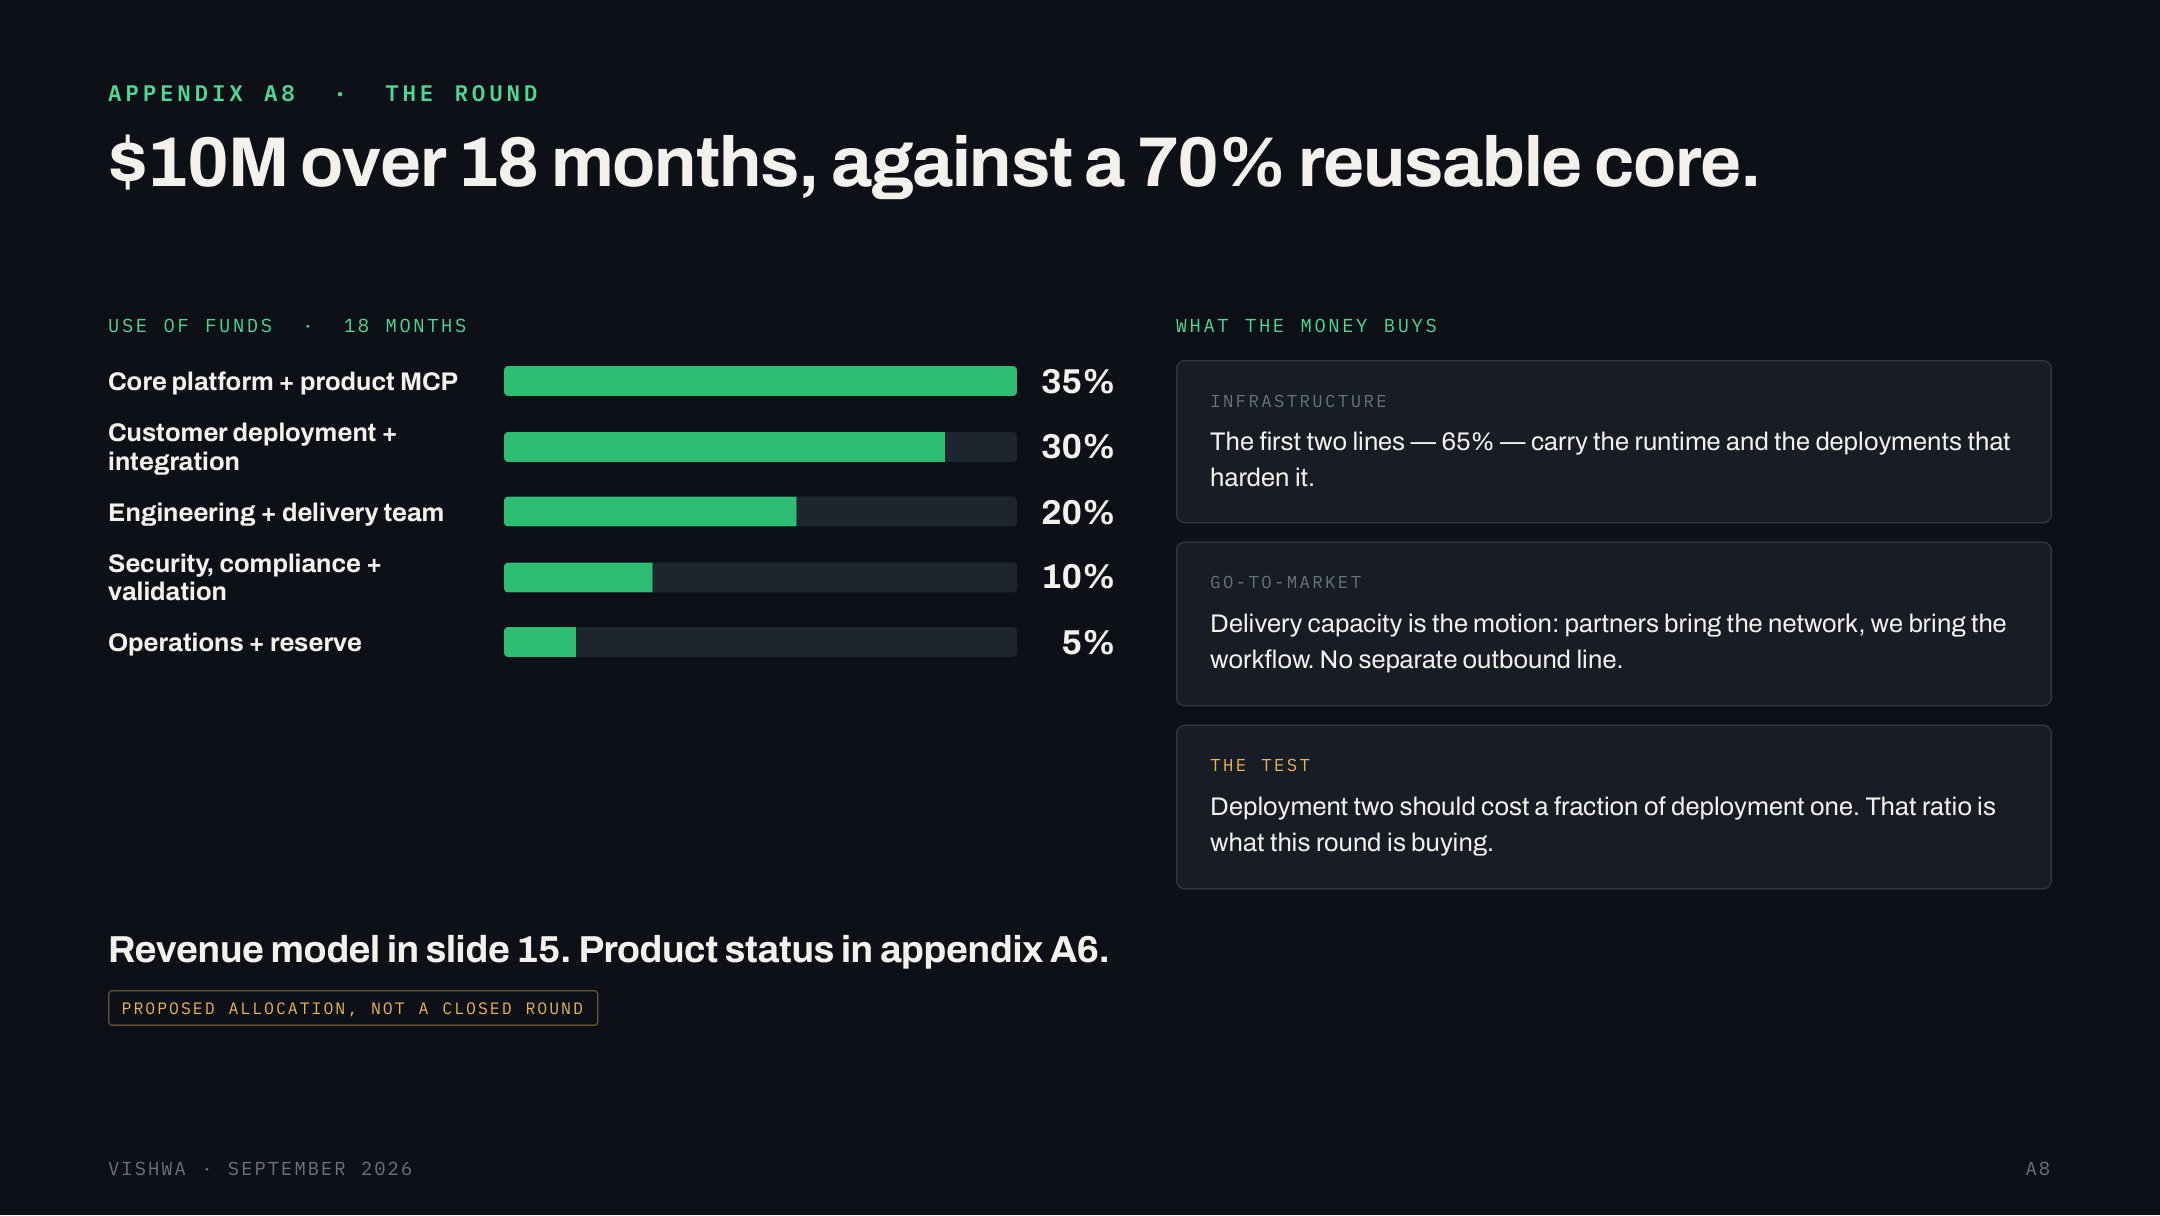 APPENDIX A8 · THE ROUND
$10M over 18 months, against a 70% reusable core.
USE OF FUNDS · 18 MONTHS
Core platform + product MCP 35%
Customer deployment +
integration 30%
Engineering + delivery team 20%
Security, compliance +
validation 10%
Operations + reserve 5%
WHAT THE MONEY BUYS
INFRASTRUCTURE
The first two lines — 65% — carry the runtime and the deployments that
harden it.
GO-TO-MARKET
Delivery capacity is the motion: partners bring the network, we bring the
workflow. No separate outbound line.
THE TEST
Deployment two should cost a fraction of deployment one. That ratio is
what this round is buying.
Revenue model in slide 15. Product status in appendix A6.
PROPOSED ALLOCATION, NOT A CLOSED ROUND
VISHWA · SEPTEMBER 2026
A8